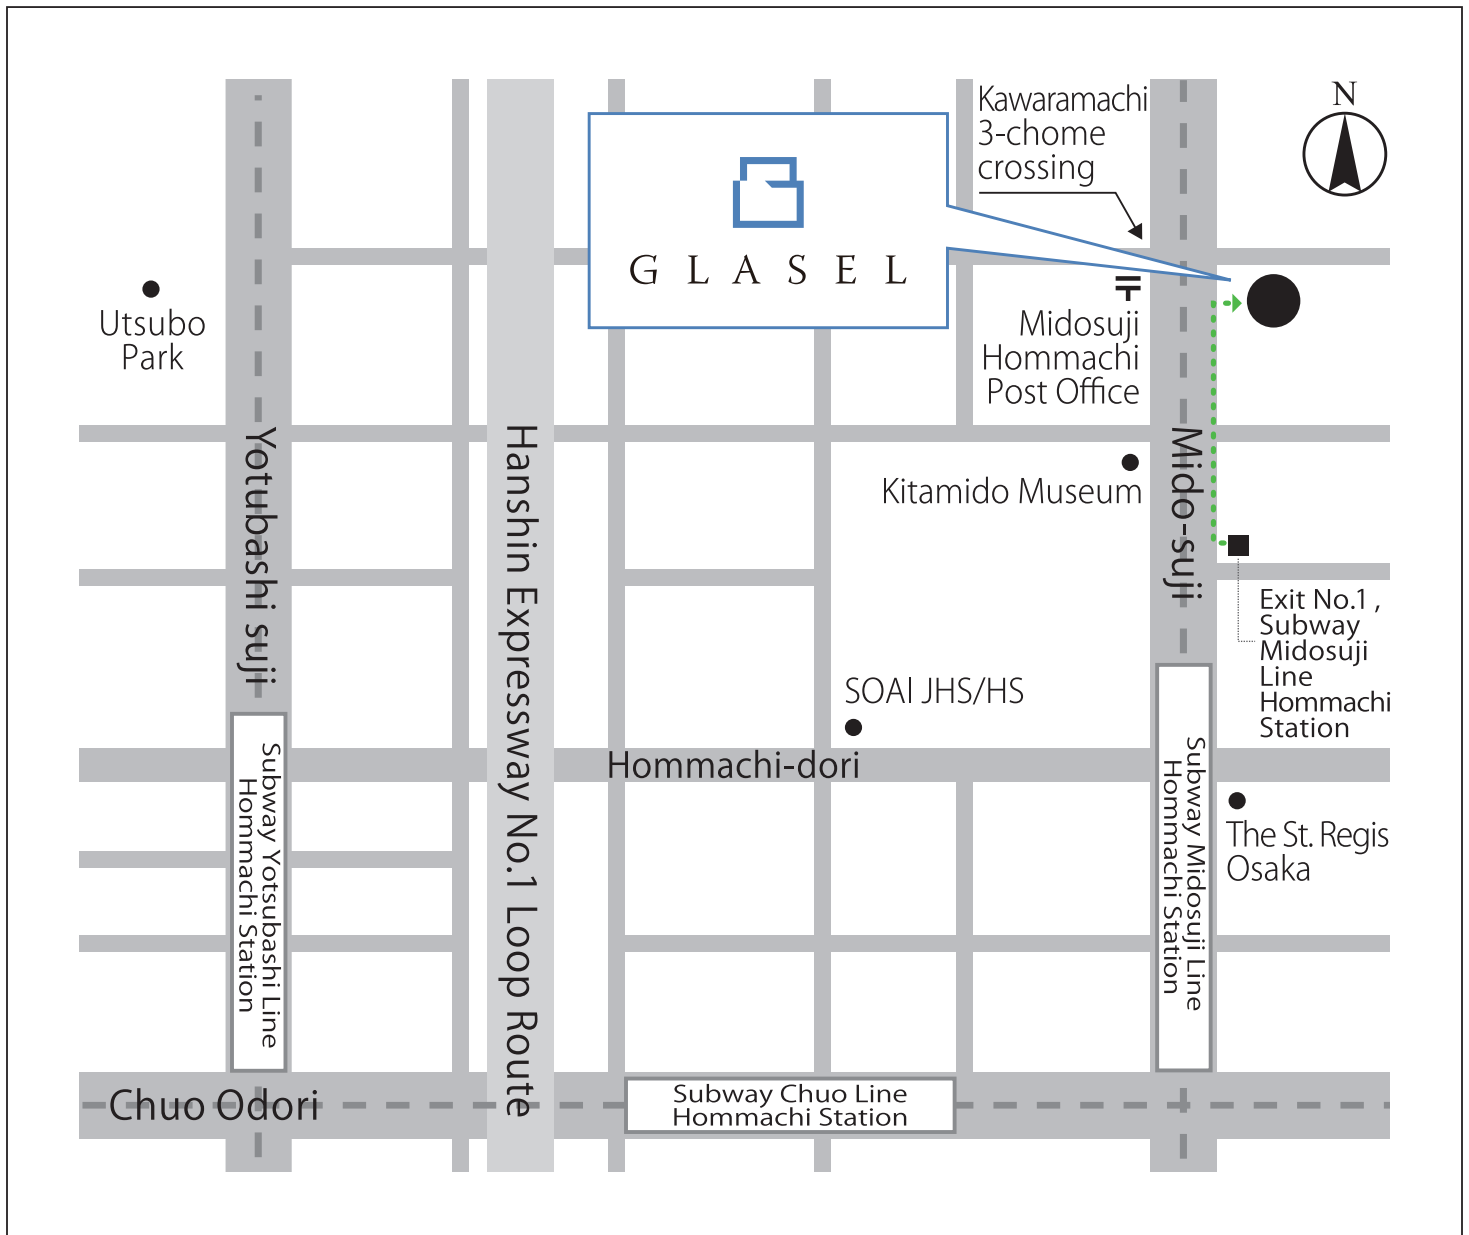 Kawaramachi
3-chome
crossing
N
GLASEL
Utsubo
Park
Midosuji
Hommachi
Post Office
Kitamido Museum
Yotubashi suji
Hanshin Expressway No.1 Loop Route
Mido-suji
Exit No.1 ,
Subway
Midosuji
Line
Hommachi
Station
SOAI JHS/HS
Hommachi-dori
Subway Yotsubashi Line
Hommachi Station
Subway Midosuji Line
Hommachi Station
The St. Regis
Osaka
Chuo Odori
Subway Chuo Line
Hommachi Station